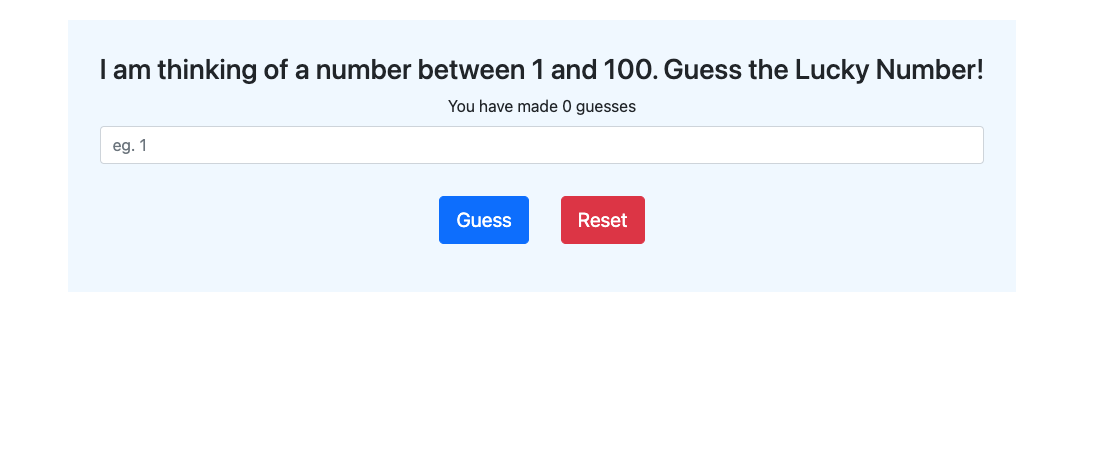 I am thinking of a number between 1 and 100. Guess the Lucky Number!
You have made 0 guesses
eg. 1
Guess Reset